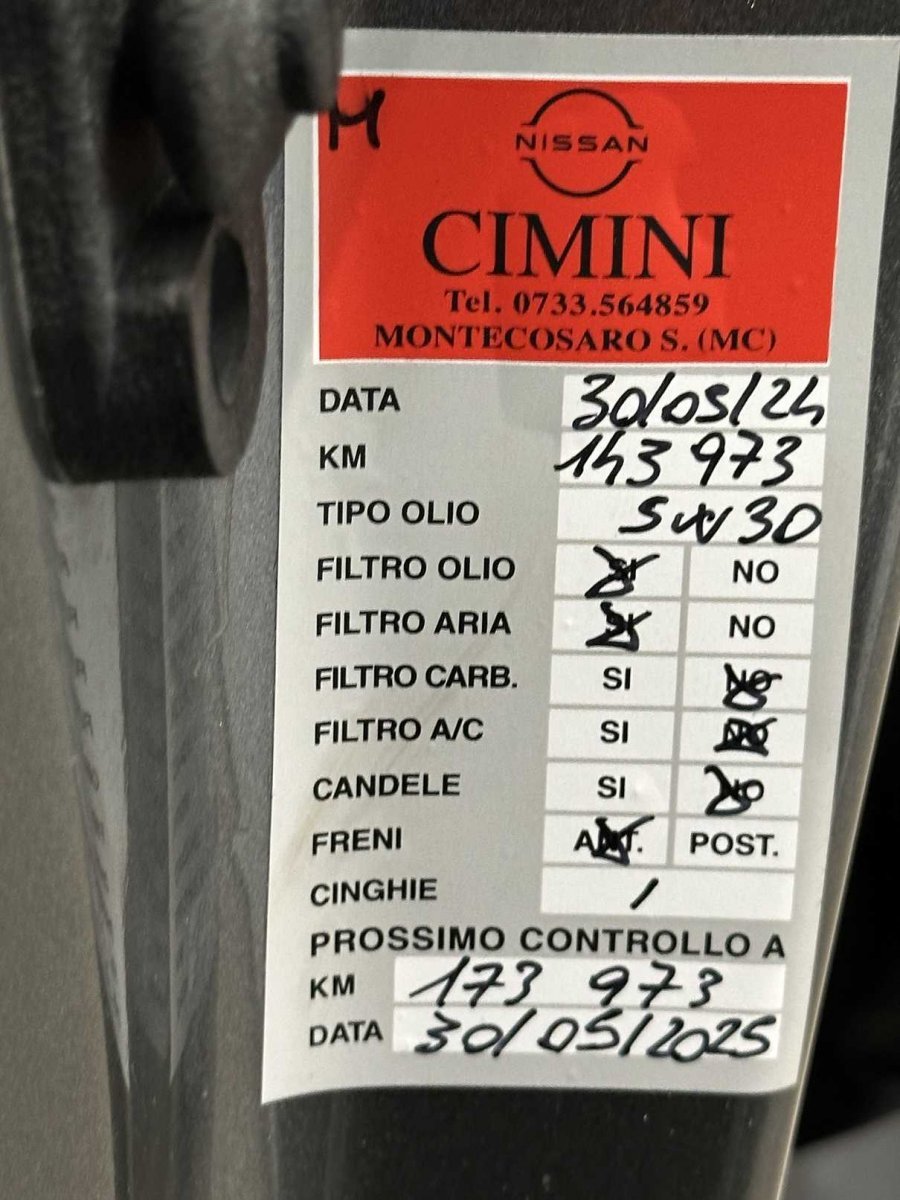 M
NISSAN
CIMINI
Tel. 0733.564859
MONTECOSARO S. (MC)
DATA 30/05/24
KM 143 973
TIPO OLIO 5W30
FILTRO OLIO SI NO
FILTRO ARIA SI NO
FILTRO CARB. SI NO
FILTRO A/C SI NO
CANDELE SI NO
FRENI ANT. POST.
CINGHIE /
PROSSIMO CONTROLLO A
KM 173 973
DATA 30/05/2025